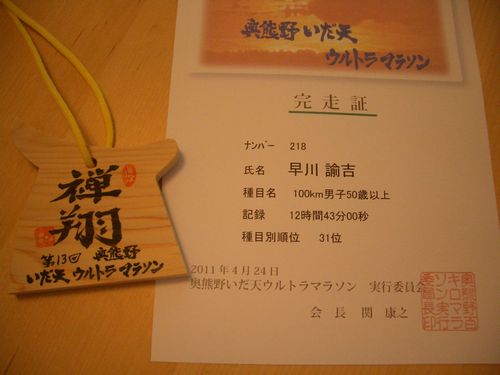 禅
翔
第13回 奥熊野
いだ天 ウルトラマラソン
奥熊野 いだ天
ウルトラマラソン
完走証
ﾅﾝﾊﾞｰ 218
氏名 早川 諭吉
種目名 100km男子50歳以上
記録 12時間43分00秒
種目別順位 31位
2011年4月24日
奥熊野いだ天ウルトラマラソン 実行委員会
会 長 関 康之